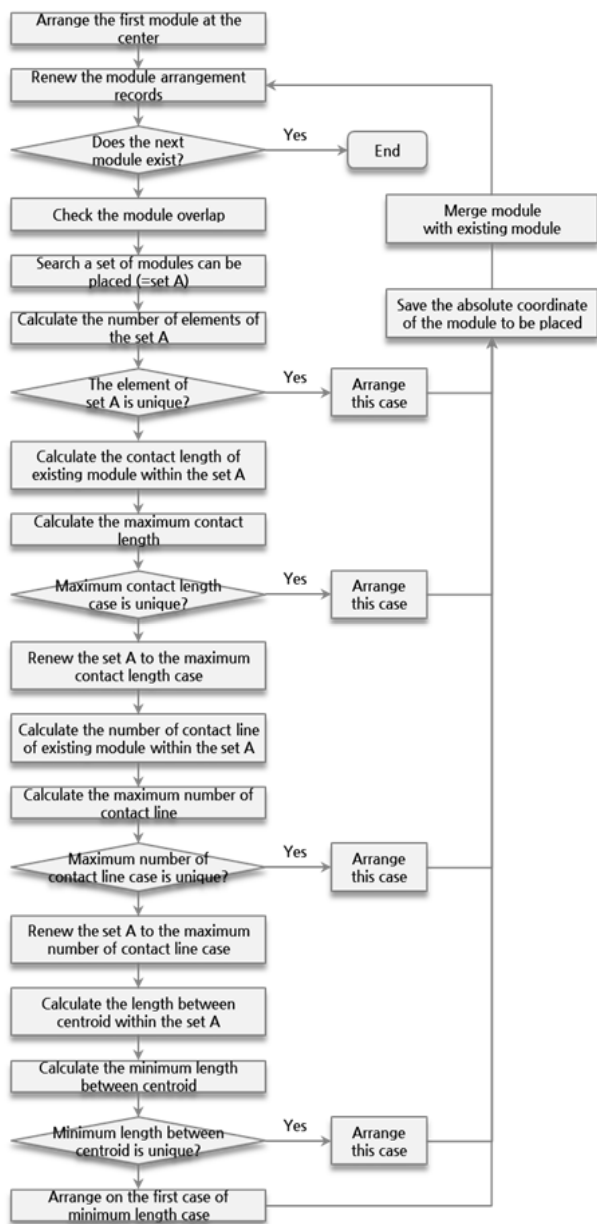 Arrange the first module at the
center
Renew the module arrangement
records
Does the next
module exist?
Yes
End
Check the module overlap
Merge module
with existing module
Search a set of modules can be
placed (=set A)
Save the absolute coordinate
of the module to be placed
Calculate the number of elements of
the set A
The element of
set A is unique?
Yes
Arrange
this case
Calculate the contact length of
existing module within the set A
Calculate the maximum contact
length
Maximum contact length
case is unique?
Yes
Arrange
this case
Renew the set A to the maximum
contact length case
Calculate the number of contact line
of existing module within the set A
Calculate the maximum number of
contact line
Maximum number of
contact line case is unique?
Yes
Arrange
this case
Renew the set A to the maximum
number of contact line case
Calculate the length between
centroid within the set A
Calculate the minimum length
between centroid
Minimum length between
centroid is unique?
Yes
Arrange
this case
Arrange on the first case of
minimum length case